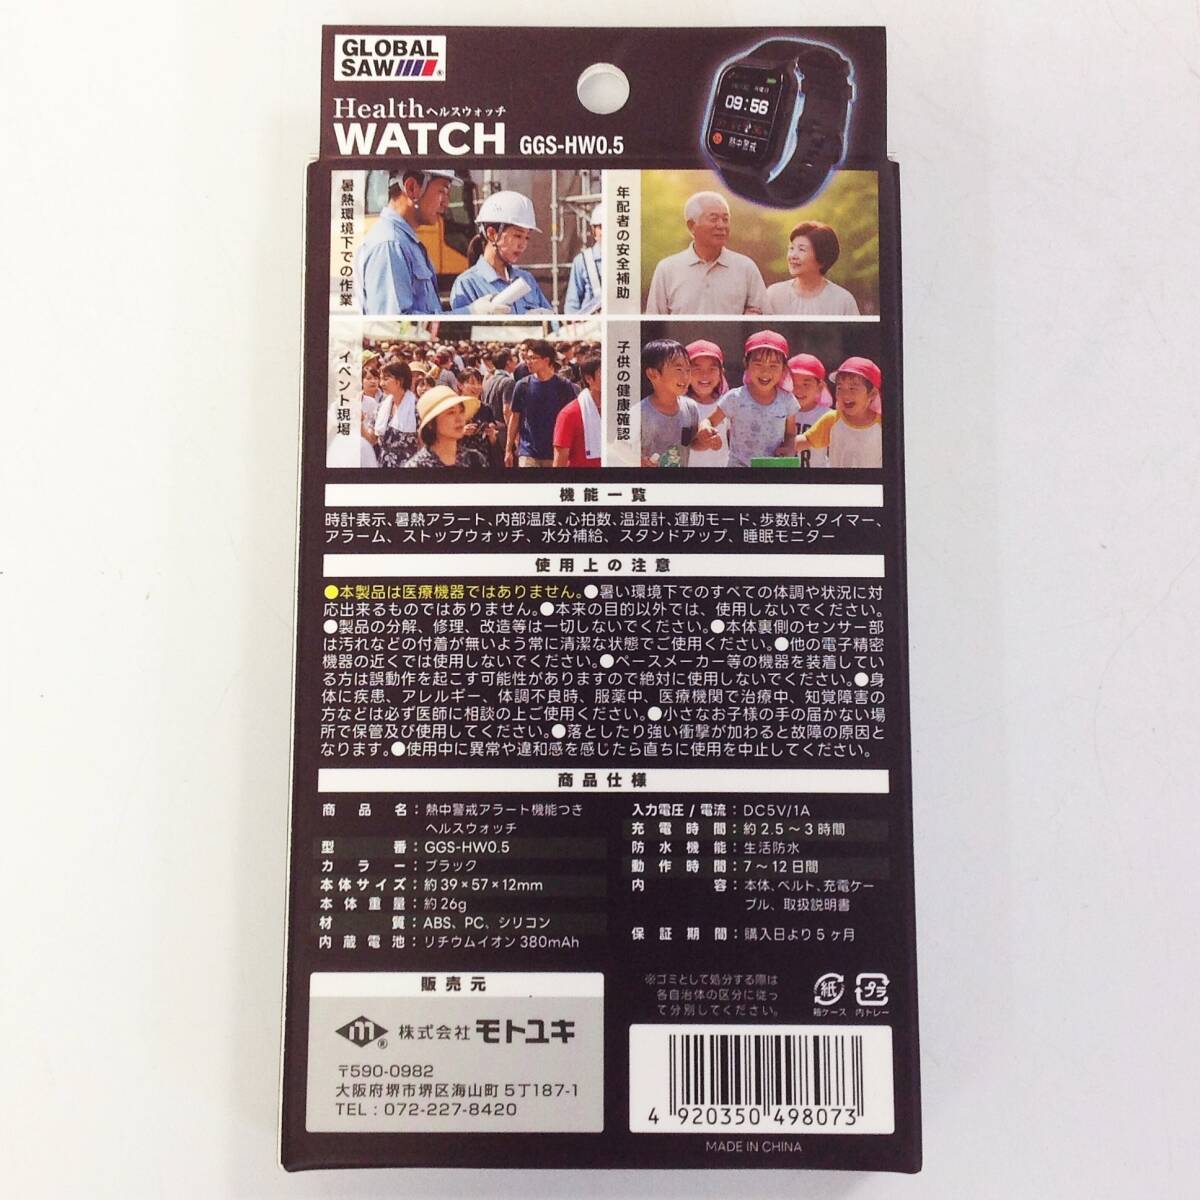 GLOBAL
SAW
Health ヘルスウォッチ
WATCH GGS-HW0.5
09:56
熱中警戒
暑熱環境下での作業
年配者の安全補助
イベント現場
子供の健康確認
機能一覧
時計表示、暑熱アラート、内部温度、心拍数、温湿計、運動モード、歩数計、タイマー、
アラーム、ストップウォッチ、水分補給、スタンドアップ、睡眠モニター
使用上の注意
●本製品は医療機器ではありません。●暑い環境下でのすべての体調や状況に対
応出来るものではありません。●本来の目的以外では、使用しないでください。
●製品の分解、修理、改造等は一切しないでください。●本体裏側のセンサー部
は汚れなどの付着が無いよう常に清潔な状態でご使用ください。●他の電子精密
機器の近くでは使用しないでください。●ペースメーカー等の機器を装着してい
る方は誤動作を起こす可能性がありますので絶対に使用しないでください。●身
体に疾患、アレルギー、体調不良時、服薬中、医療機関で治療中、知覚障害の
方などは必ず医師に相談の上ご使用ください。●小さなお子様の手の届かない場
所で保管及び使用してください。●落としたり強い衝撃が加わると故障の原因と
なります。●使用中に異常や違和感を感じたら直ちに使用を中止してください。
商品仕様
商品名：熱中警戒アラート機能つき
ヘルスウォッチ
型番：GGS-HW0.5
カラー：ブラック
本体サイズ：約39×57×12mm
本体重量：約26g
材質：ABS、PC、シリコン
内蔵電池：リチウムイオン380mAh
入力電圧/電流：DC5V/1A
充電時間：約2.5～3時間
防水機能：生活防水
動作時間：7～12日間
内容：本体、ベルト、充電ケー
ブル、取扱説明書
保証期間：購入日より5ヶ月
販売元
m ® 株式会社モトユキ
〒590-0982
大阪府堺市堺区海山町5丁187-1
TEL：072-227-8420
※ゴミとして処分する際は
各自治体の区分に従っ
て分別してください。
紙 プラ
箱ケース 内トレー
4 920350 498073
MADE IN CHINA